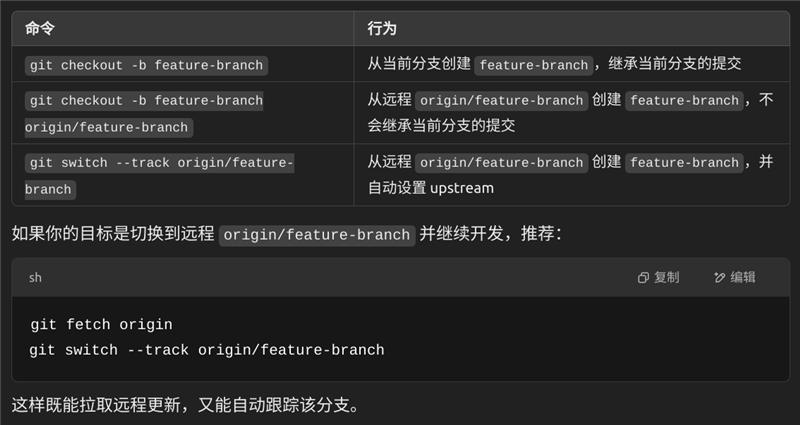 命令 行为
git checkout -b feature-branch 从当前分支创建 feature-branch，继承当前分支的提交
git checkout -b feature-branch 从远程 origin/feature-branch 创建 feature-branch，不
origin/feature-branch 会继承当前分支的提交
git switch --track origin/feature- 从远程 origin/feature-branch 创建 feature-branch，并
branch 自动设置 upstream
如果你的目标是切换到远程 origin/feature-branch 并继续开发，推荐：
sh 复制 编辑
git fetch origin
git switch --track origin/feature-branch
这样既能拉取远程更新，又能自动跟踪该分支。